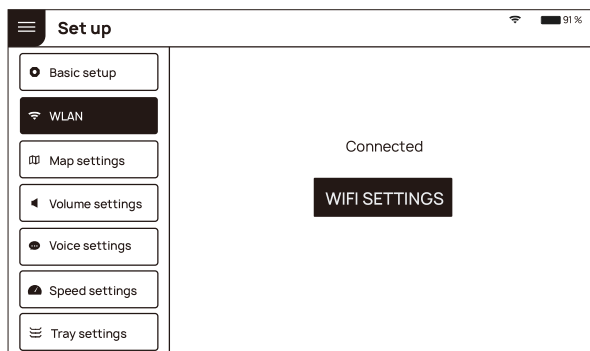 Set up
91 %
Basic setup
WLAN
Map settings
Volume settings
Voice settings
Speed settings
Tray settings
Connected
WIFI SETTINGS